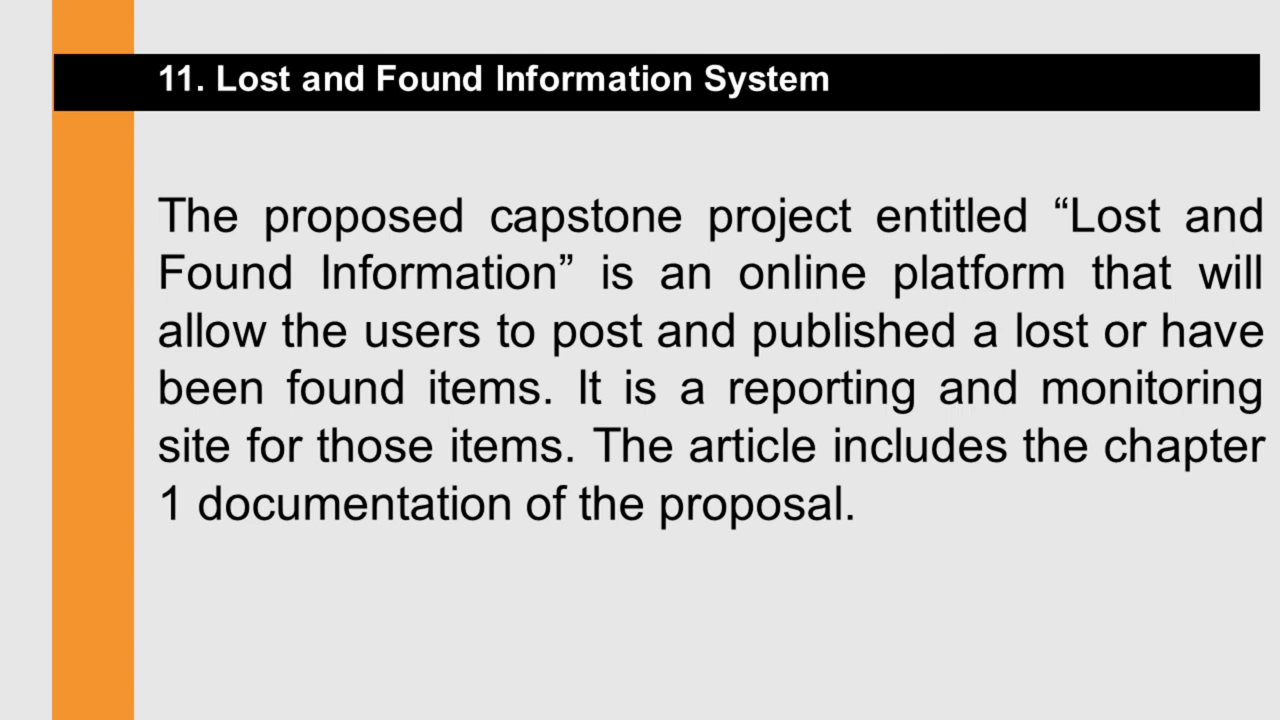 11. Lost and Found Information System
The proposed capstone project entitled “Lost and
Found Information” is an online platform that will
allow the users to post and published a lost or have
been found items. It is a reporting and monitoring
site for those items. The article includes the chapter
1 documentation of the proposal.